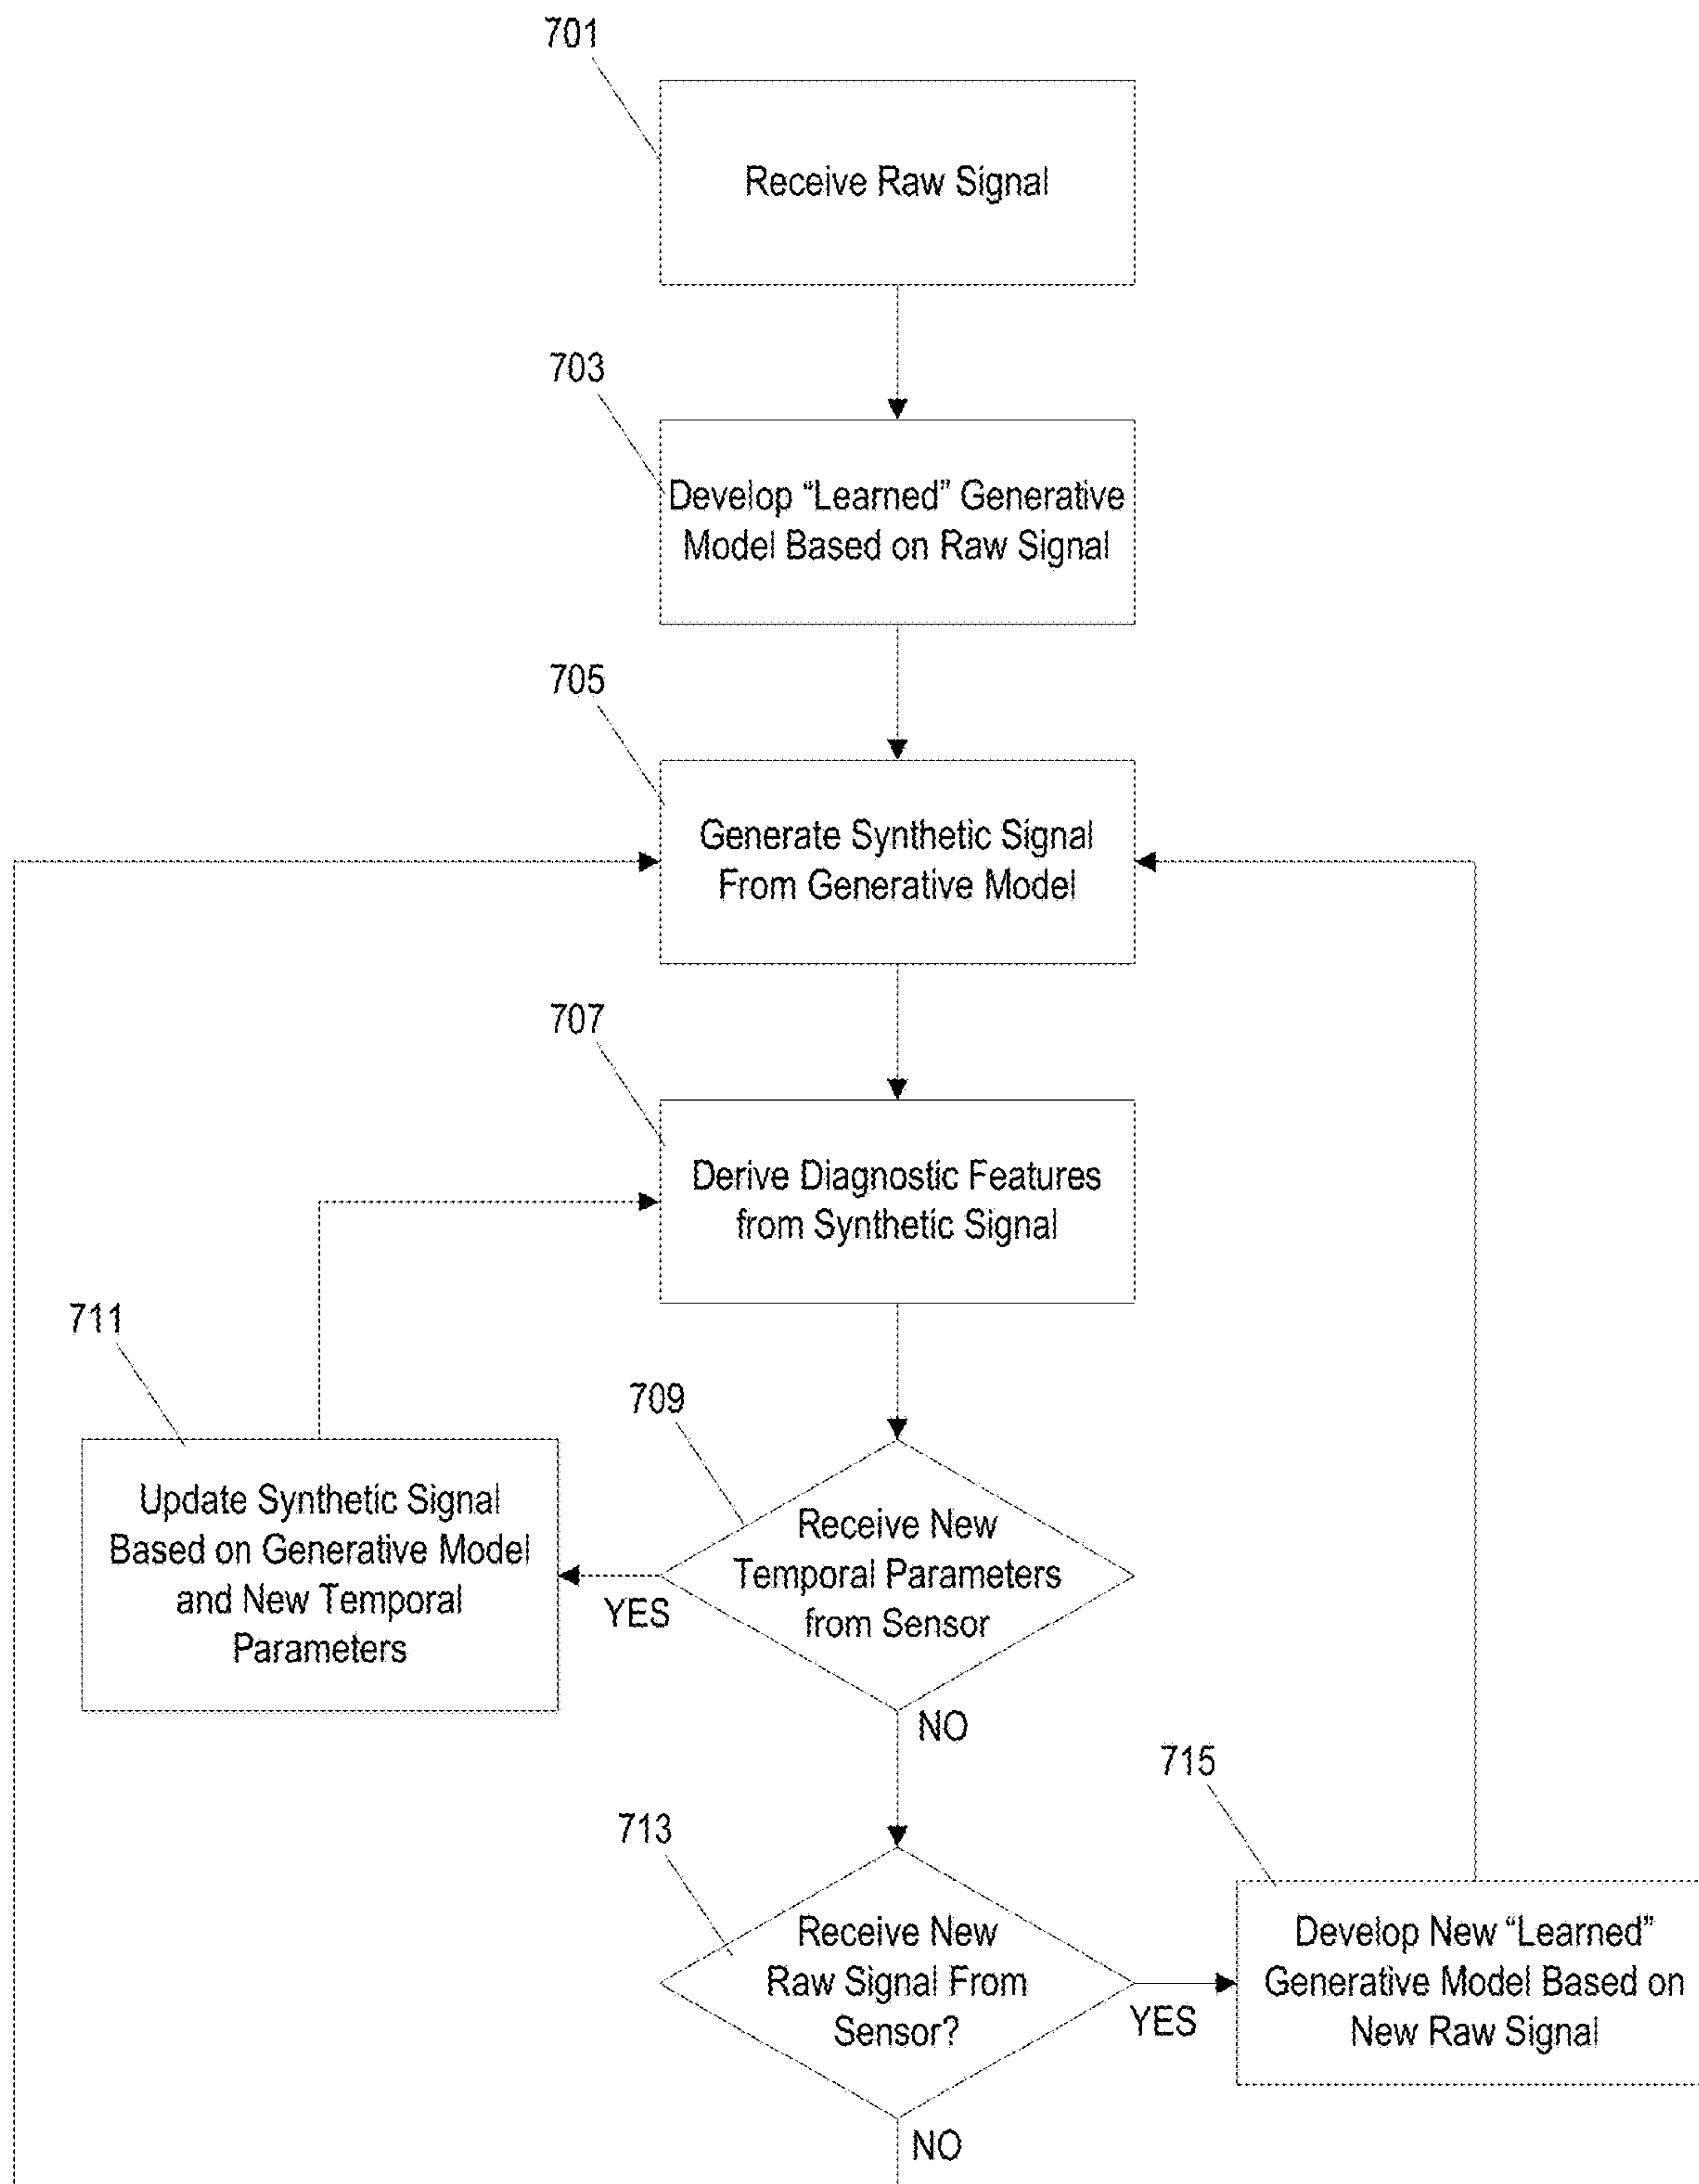 701
Receive Raw Signal
703
Develop “Learned” Generative
Model Based on Raw Signal
705
Generate Synthetic Signal
From Generative Model
707
Derive Diagnostic Features
from Synthetic Signal
711
Update Synthetic Signal
Based on Generative Model
and New Temporal
Parameters
709
Receive New
Temporal Parameters
from Sensor
YES
NO
713
Receive New
Raw Signal From
Sensor?
YES
NO
715
Develop New “Learned”
Generative Model Based on
New Raw Signal